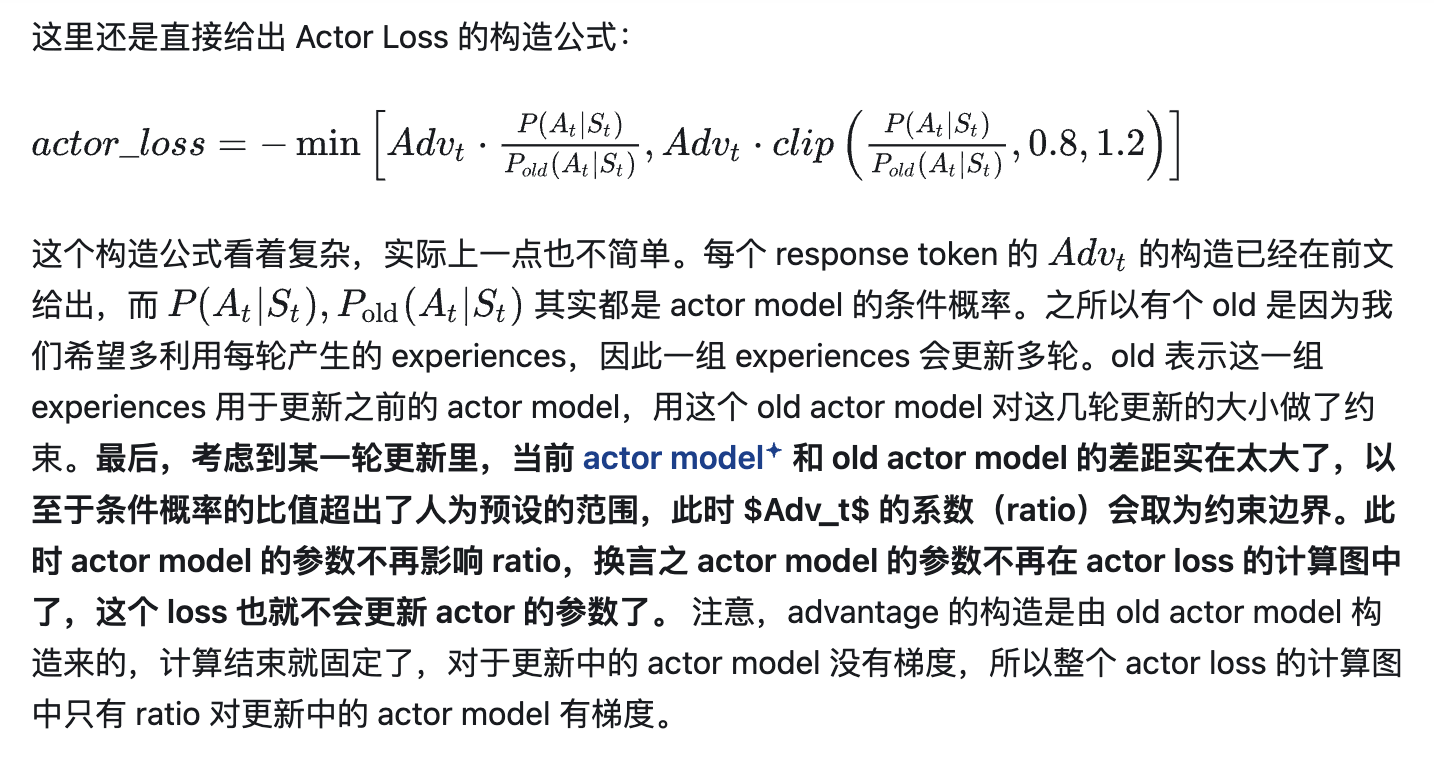 这里还是直接给出 Actor Loss 的构造公式：
$actor\_loss = -\min\left[Adv_t \cdot \frac{P(A_t|S_t)}{P_{old}(A_t|S_t)}, Adv_t \cdot clip\left(\frac{P(A_t|S_t)}{P_{old}(A_t|S_t)}, 0.8, 1.2\right)\right]$
这个构造公式看着复杂，实际上一点也不简单。每个 response token 的 $Adv_t$ 的构造已经在前文
给出，而 $P(A_t|S_t), P_{\text{old}}(A_t|S_t)$ 其实都是 actor model 的条件概率。之所以有个 old 是因为我
们希望多利用每轮产生的 experiences，因此一组 experiences 会更新多轮。old 表示这一组
experiences 用于更新之前的 actor model，用这个 old actor model 对这几轮更新的大小做了约
束。最后，考虑到某一轮更新里，当前 actor model 和 old actor model 的差距实在太大了，以
至于条件概率的比值超出了人为预设的范围，此时 $Adv_t$ 的系数（ratio）会取为约束边界。此
时 actor model 的参数不再影响 ratio，换言之 actor model 的参数不再在 actor loss 的计算图中
了，这个 loss 也就不会更新 actor 的参数了。 注意，advantage 的构造是由 old actor model 构
造来的，计算结束就固定了，对于更新中的 actor model 没有梯度，所以整个 actor loss 的计算图
中只有 ratio 对更新中的 actor model 有梯度。